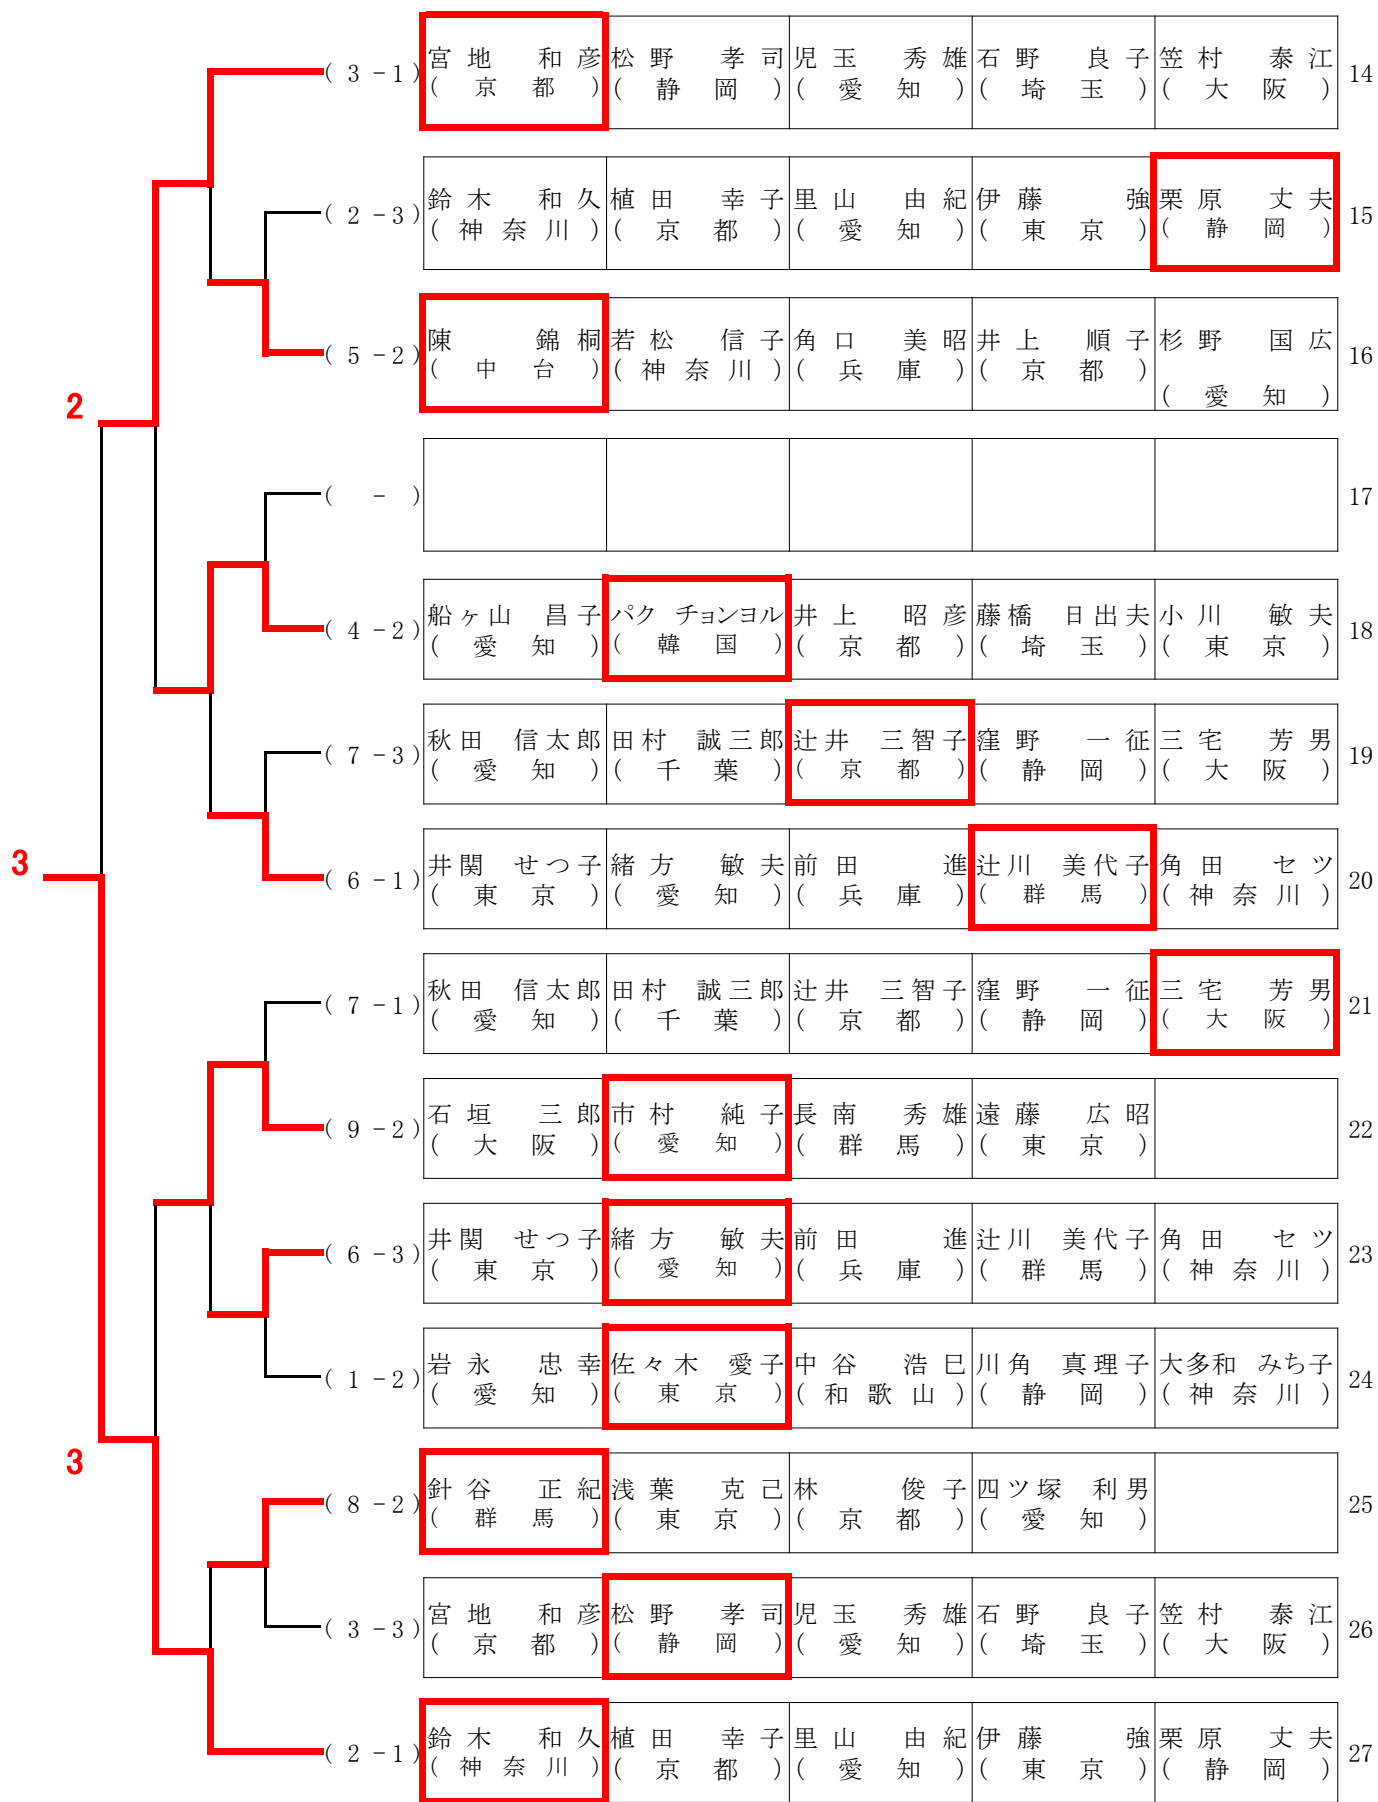 (3-1) 宮地 和彦 松野 孝司 児玉 秀雄 石野 良子 笠村 泰江 14
(京都) (静岡) (愛知) (埼玉) (大阪)
(2-3) 鈴木 和久 植田 幸子 里山 由紀 伊藤 強 栗原 丈夫 15
(神奈川) (京都) (愛知) (東京) (静岡)
(5-2) 陳 錦桐 若松 信子 角口 美昭 井上 順子 杉野 国広 16
(中台) (神奈川) (兵庫) (京都) (愛知)
2
( - ) 17
(4-2) 船ヶ山 昌子 パク チョンヨル 井上 昭彦 藤橋 日出夫 小川 敏夫 18
(愛知) (韓国) (京都) (埼玉) (東京)
(7-3) 秋田 信太郎 田村 誠三郎 辻井 三智子 窪野 一征 三宅 芳男 19
(愛知) (千葉) (京都) (静岡) (大阪)
3
(6-1) 井関 せつ子 緒方 敏夫 前田 進 辻川 美代子 角田 セツ 20
(東京) (愛知) (兵庫) (群馬) (神奈川)
(7-1) 秋田 信太郎 田村 誠三郎 辻井 三智子 窪野 一征 三宅 芳男 21
(愛知) (千葉) (京都) (静岡) (大阪)
(9-2) 石垣 三郎 市村 純子 長南 秀雄 遠藤 広昭 22
(大阪) (愛知) (群馬) (東京)
(6-3) 井関 せつ子 緒方 敏夫 前田 進 辻川 美代子 角田 セツ 23
(東京) (愛知) (兵庫) (群馬) (神奈川)
(1-2) 岩永 忠幸 佐々木 愛子 中谷 浩巳 川角 真理子 大多和 みち子 24
(愛知) (東京) (和歌山) (静岡) (神奈川)
3
(8-2) 針谷 正紀 浅葉 克己 林 俊子 四ツ塚 利男 25
(群馬) (東京) (京都) (愛知)
(3-3) 宮地 和彦 松野 孝司 児玉 秀雄 石野 良子 笠村 泰江 26
(京都) (静岡) (愛知) (埼玉) (大阪)
(2-1) 鈴木 和久 植田 幸子 里山 由紀 伊藤 強 栗原 丈夫 27
(神奈川) (京都) (愛知) (東京) (静岡)